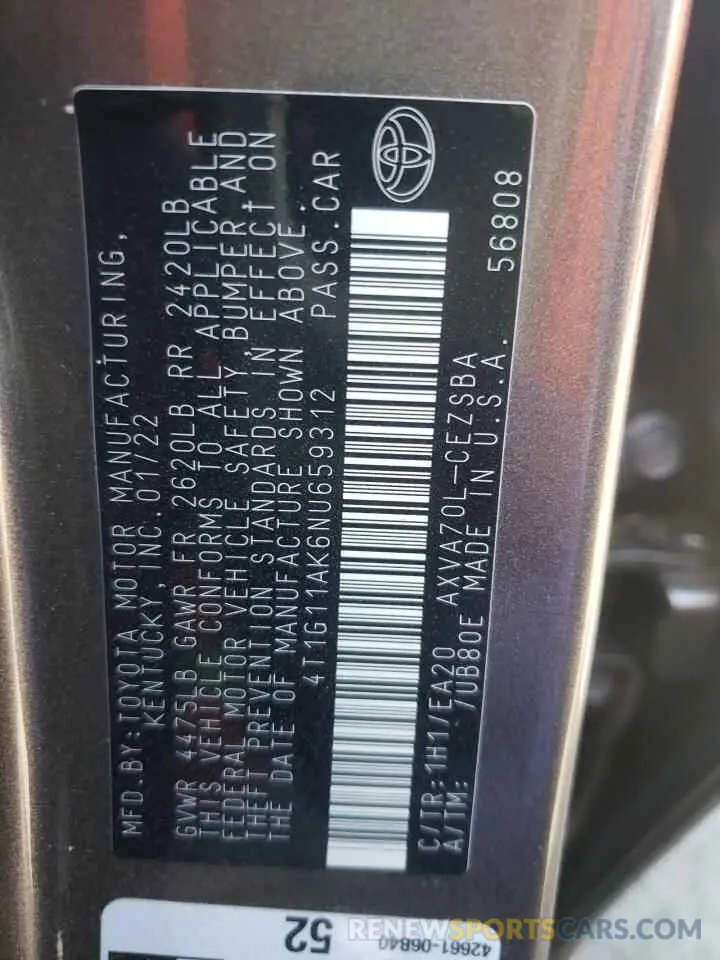 MFD.BY:TOYOTA MOTOR MANUFACTURING,
KENTUCKY, INC. 01/22
GVWR 4475LB GAWR FR 2620LB RR 2420LB
THIS VEHICLE CONFORMS TO ALL APPLICABLE
FEDERAL MOTOR VEHICLE SAFETY, BUMPER AND
THEFT PREVENTION STANDARDS IN EFFECT ON
THE DATE OF MANUFACTURE SHOWN ABOVE.
4T1G11AK6NU659312 PASS.CAR
C/TR:1H1/EA20 AXVA70L-CEZSBA
A/TM: /UB80E MADE IN U.S.A. 56808
52
42661-06840
RENEWSPORTSCARS.COM